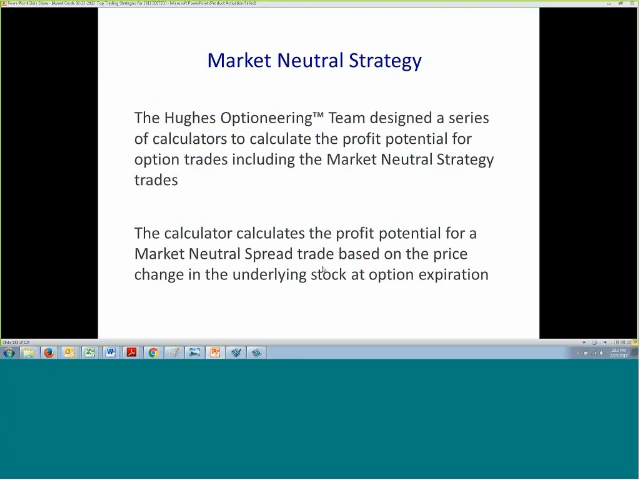 Market Neutral Strategy
The Hughes Optioneering™ Team designed a series
of calculators to calculate the profit potential for
option trades including the Market Neutral Strategy
trades
The calculator calculates the profit potential for a
Market Neutral Spread trade based on the price
change in the underlying stock at option expiration